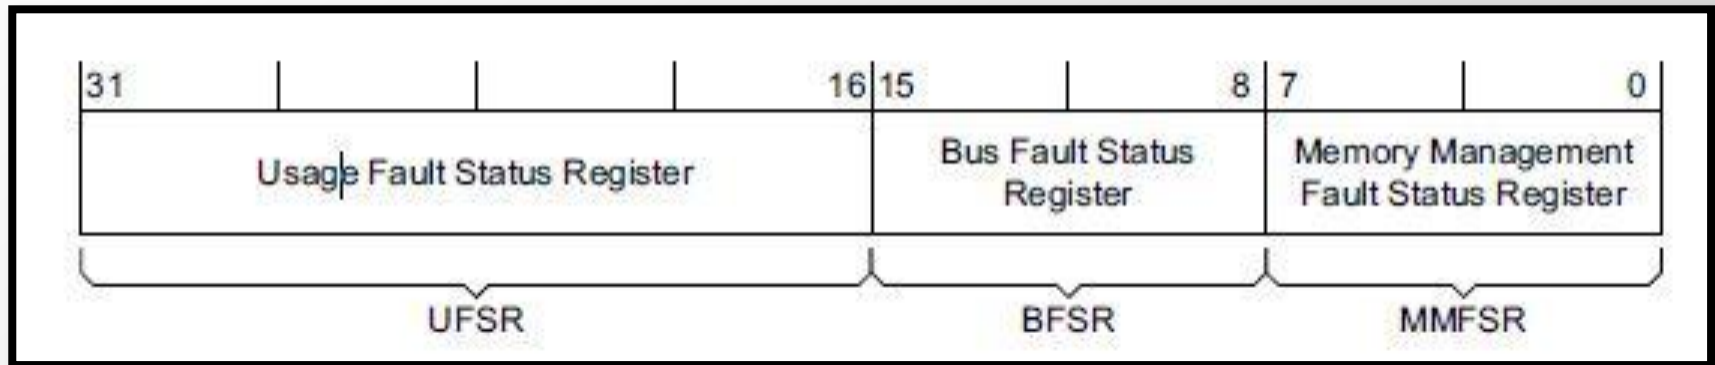 31 16 15 8 7 0
Usage Fault Status Register
Bus Fault Status
Register
Memory Management
Fault Status Register
UFSR BFSR MMFSR